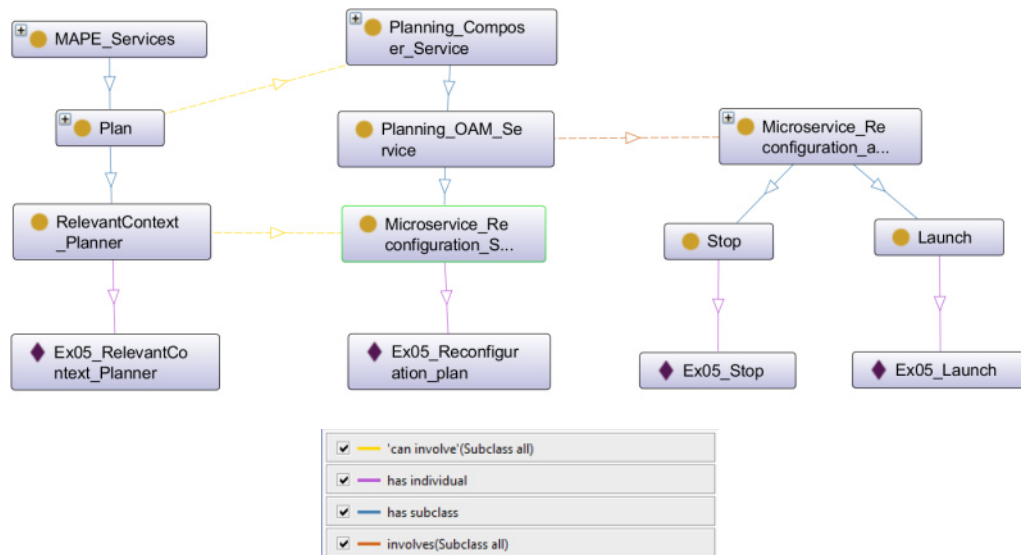 MAPE_Services
Planning_Compos
er_Service
Plan
Planning_OAM_Se
rvice
Microservice_Re
configuration_a...
RelevantContext
_Planner
Microservice_Re
configuration_S...
Stop
Launch
Ex05_RelevantCo
ntext_Planner
Ex05_Reconfigur
ation_plan
Ex05_Stop
Ex05_Launch
'can involve'(Subclass all)
has individual
has subclass
involves(Subclass all)